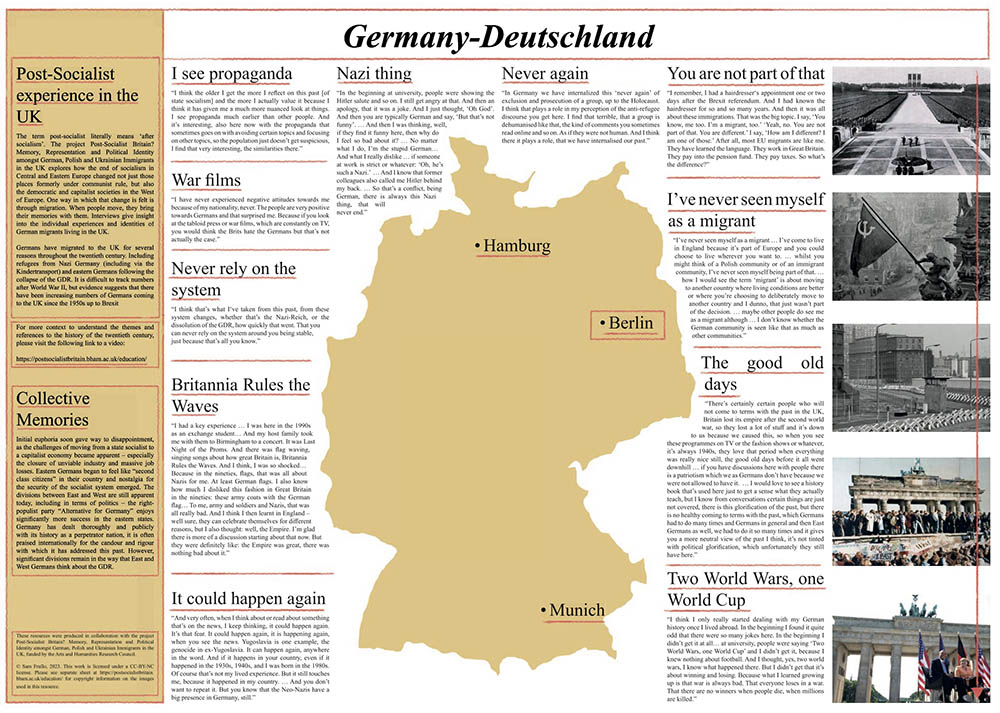 Germany-Deutschland
Post-Socialist
experience in the
UK
The term post-socialist literally means ‘after
socialism’. The project Post-Socialist Britain?
Memory, Representation and Political Identity
amongst German, Polish and Ukrainian Immigrants
in the UK explores how the end of socialism in
Central and Eastern Europe changed not just those
places formerly under communist rule, but also
the democratic and capitalist societies in the West
of Europe. One way in which that change is felt is
through migration. When people move, they bring
their memories with them. Interviews give insight
into the individual experiences and identities of
German migrants living in the UK.
Germans have migrated to the UK for several
reasons throughout the twentieth century. Including
refugees from Nazi Germany (including via the
Kindertransport) and eastern Germans following the
collapse of the GDR. It is difficult to track numbers
after World War II, but evidence suggests that there
have been increasing numbers of Germans coming
to the UK since the 1950s up to Brexit
For more context to understand the themes and
references to the history of the twentieth century,
please visit the following link to a video:
https://postsocialistbritain.bham.ac.uk/education/
Collective
Memories
Initial euphoria soon gave way to disappointment,
as the challenges of moving from a state socialist to
a capitalist economy became apparent – especially
the closure of unviable industry and massive job
losses. Eastern Germans began to feel like “second
class citizens” in their country and nostalgia for
the security of the socialist system emerged. The
divisions between East and West are still apparent
today, including in terms of politics – the right-
populist party “Alternative for Germany” enjoys
significantly more success in the eastern states.
Germany has dealt thoroughly and publicly
with its history as a perpetrator nation, it is often
praised internationally for the candour and rigour
with which it has addressed this past. However,
significant divisions remain in the way that East and
West Germans think about the GDR.
These resources were produced in collaboration with the project
Post-Socialist Britain? Memory, Representation and Political
Identity amongst German, Polish and Ukrainian Immigrants in the
UK, funded by the Arts and Humanities Research Council.
© Sam Frailis, 2023. This work is licensed under a CC-BY-NC
license. Please see separate sheet at https://postsocialistbritain.
bham.ac.uk/education/ for copyright information on the images
used in this resource.
I see propaganda
“I think the older I get the more I reflect on this past [of
state socialism] and the more I actually value it because I
think it has given me a much more nuanced look at things.
I see propaganda much earlier than other people. And
it’s interesting, also here now with the propaganda that
sometimes goes on with avoiding certain topics and focusing
on other topics, so the population just doesn’t get suspicious,
I find that very interesting, the similarities there.”
War films
“I have never experienced negative attitudes towards me
because of my nationality, never. The people are very positive
towards Germans and that surprised me. Because if you look
at the tabloid press or war films, which are constantly on TV,
you would think the Brits hate the Germans but that’s not
actually the case.”
Never rely on the
system
“I think that’s what I’ve taken from this past, from these
system changes, whether that’s the Nazi-Reich, or the
dissolution of the GDR, how quickly that went. That you
can never rely on the system around you being stable,
just because that’s all you know.”
Britannia Rules the
Waves
“I had a key experience … I was here in the 1990s
as an exchange student… And my host family took
me with them to Birmingham to a concert. It was Last
Night of the Proms. And there was flag waving,
singing songs about how great Britain is, Britannia
Rules the Waves. And I think, I was so shocked…
Because in the nineties, flags, that was all about
Nazis for me. At least German flags. I also know
how much I disliked this fashion in Great Britain
in the nineties: these army coats with the German
flag… To me, army and soldiers and Nazis, that was
all really bad. And I think I then learnt in England –
well sure, they can celebrate themselves for different
reasons, but I also thought: well, the Empire. I’m glad
there is more of a discussion starting about that now. But
they were definitely like: the Empire was great, there was
nothing bad about it.”
It could happen again
“And very often, when I think about or read about something
that’s on the news, I keep thinking, it could happen again.
It’s that fear. It could happen again, it is happening again,
when you see the news. Yugoslavia is one example, the
genocide in ex-Yugoslavia. It can happen again, anywhere
in the word. And if it happens in your country, even if it
happened in the 1930s, 1940s, and I was born in the 1980s.
Of course that’s not my lived experience. But it still touches
me, because it happened in my country. … And you don’t
want to repeat it. But you know that the Neo-Nazis have a
big presence in Germany, still.”
Nazi thing
“In the beginning at university, people were showing the
Hitler salute and so on. I still get angry at that. And then an
apology, that it was a joke. And I just thought, ‘Oh God’.
And then you are typically German and say, ‘But that’s not
funny’. … And then I was thinking, well,
if they find it funny here, then why do
I feel so bad about it? … No matter
what I do, I’m the stupid German…
And what I really dislike … if someone
at work is strict or whatever: ‘Oh, he’s
such a Nazi.’ … And I know that former
colleagues also called me Hitler behind
my back. … So that’s a conflict, being
German, there is always this Nazi
thing, that will
never end.”
Never again
“In Germany we have internalized this ‘never again’ of
exclusion and prosecution of a group, up to the Holocaust.
I think that plays a role in my perception of the anti-refugee
discourse you get here. I find that terrible, that a group is
dehumanised like that, the kind of comments you sometimes
read online and so on. As if they were not human. And I think
there it plays a role, that we have internalised our past.”
• Hamburg
• Berlin
• Munich
You are not part of that
“I remember, I had a hairdresser’s appointment one or two
days after the Brexit referendum. And I had known the
hairdresser for so and so many years. And then it was all
about these immigrations. That was the big topic. I say, ‘You
know, me too. I’m a migrant, too.’ ‘Yeah, no. You are not
part of that. You are different.’ I say, ‘How am I different? I
am one of those.’ After all, most EU migrants are like me.
They have learned the language. They work in Great Britain.
They pay into the pension fund. They pay taxes. So what’s
the difference?”
I’ve never seen myself
as a migrant
“I’ve never seen myself as a migrant … I’ve come to live
in England because it’s part of Europe and you could
choose to live wherever you want to. … whilst you
might think of a Polish community or of an immigrant
community, I’ve never seen myself being part of that. …
how I would see the term ‘migrant’ is about moving
to another country where living conditions are better
or where you’re choosing to deliberately move to
another country and I dunno, that just wasn’t part
of the decision. … maybe other people do see me
as a migrant although … I don’t know whether the
German community is seen like that as much as
other communities.”
The good old
days
“There’s certainly certain people who will
not come to terms with the past in the UK,
Britain lost its empire after the second world
war, so they lost a lot of stuff and it’s down
to us because we caused this, so when you see
these programmes on TV or the fashion shows or whatever,
it’s always 1940s, they love that period when everything
was really nice still, the good old days before it all went
downhill … if you have discussions here with people there
is a patriotism which we as Germans don’t have because we
were not allowed to have it. … I would love to see a history
book that’s used here just to get a sense what they actually
teach, but I know from conversations certain things are just
not covered, there is this glorification of the past, but there
is no healthy coming to terms with the past, which Germans
had to do many times and Germans in general and then East
Germans as well, we had to do it so many times and it gives
you a more neutral view of the past I think, it’s not tinted
with political glorification, which unfortunately they still
have here.”
Two World Wars, one
World Cup
“I think I only really started dealing with my German
history once I lived abroad. In the beginning I found it quite
odd that there were so many jokes here. In the beginning I
didn’t get it at all… at university, people were saying ‘Two
World Wars, one World Cup’ and I didn’t get it, because I
knew nothing about football. And I thought, yes, two world
wars, I know what happened there. But I didn’t get that it’s
about winning and losing. Because what I learned growing
up is that war is always bad. That everyone loses in a war.
That there are no winners when people die, when millions
are killed.”